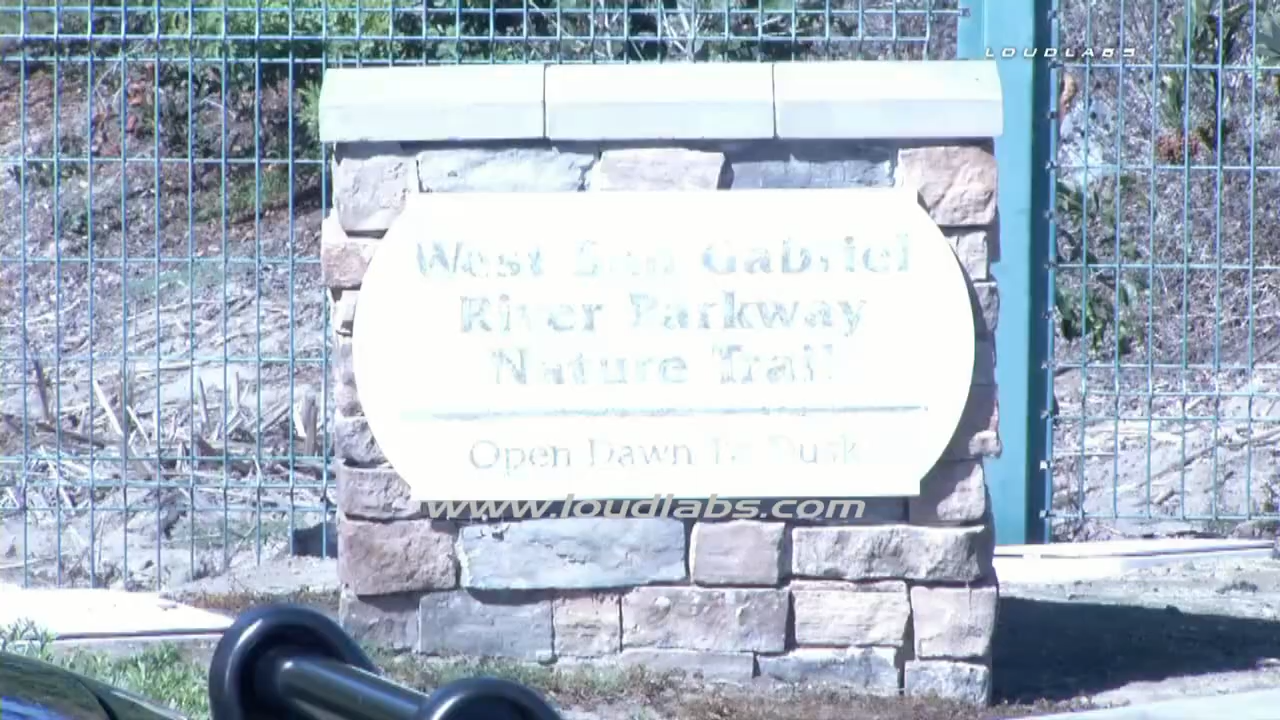 LOUDLABS
West San Gabriel
River Parkway
Nature Trail
Open Dawn To Dusk
www.loudlabs.com